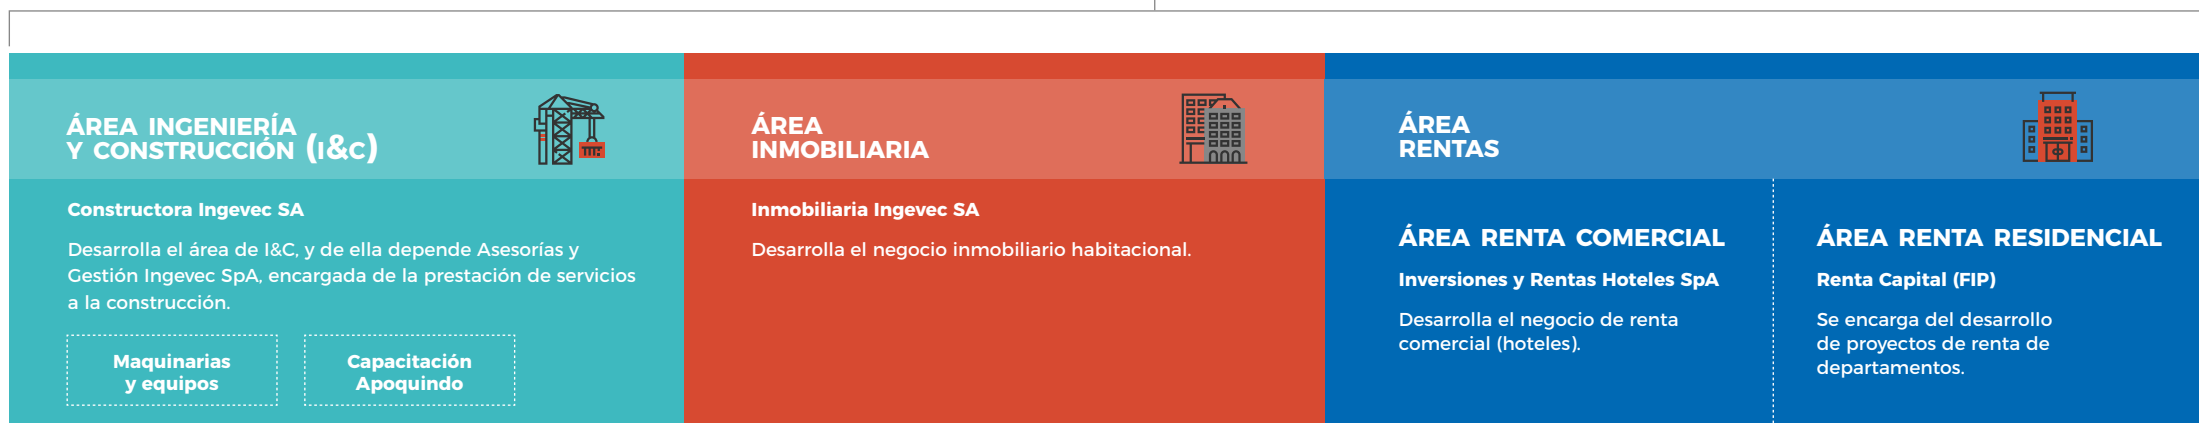 ÁREA INGENIERÍA
Y CONSTRUCCIÓN (I&C)
Constructora Ingevec SA
Desarrolla el área de I&C, y de ella depende Asesorías y
Gestión Ingevec SpA, encargada de la prestación de servicios
a la construcción.
Maquinarias
y equipos
Capacitación
Apoquindo
ÁREA
INMOBILIARIA
Inmobiliaria Ingevec SA
Desarrolla el negocio inmobiliario habitacional.
ÁREA
RENTAS
ÁREA RENTA COMERCIAL
Inversiones y Rentas Hoteles SpA
Desarrolla el negocio de renta
comercial (hoteles).
ÁREA RENTA RESIDENCIAL
Renta Capital (FIP)
Se encarga del desarrollo
de proyectos de renta de
departamentos.